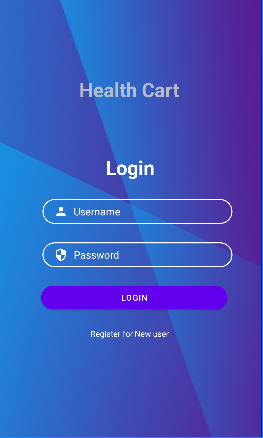 Health Cart
Login
Username
Password
LOGIN
Register for New user